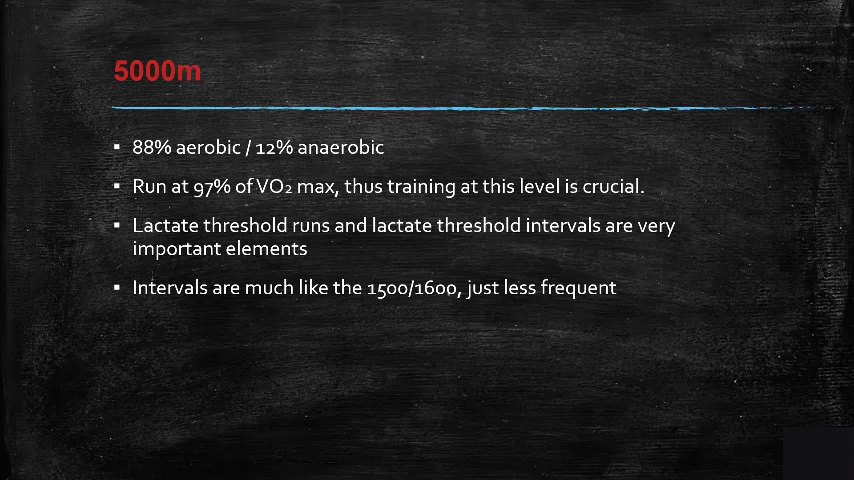 5000m
▪ 88% aerobic / 12% anaerobic
▪ Run at 97% of VO2 max, thus training at this level is crucial.
▪ Lactate threshold runs and lactate threshold intervals are very
important elements
▪ Intervals are much like the 1500/1600, just less frequent